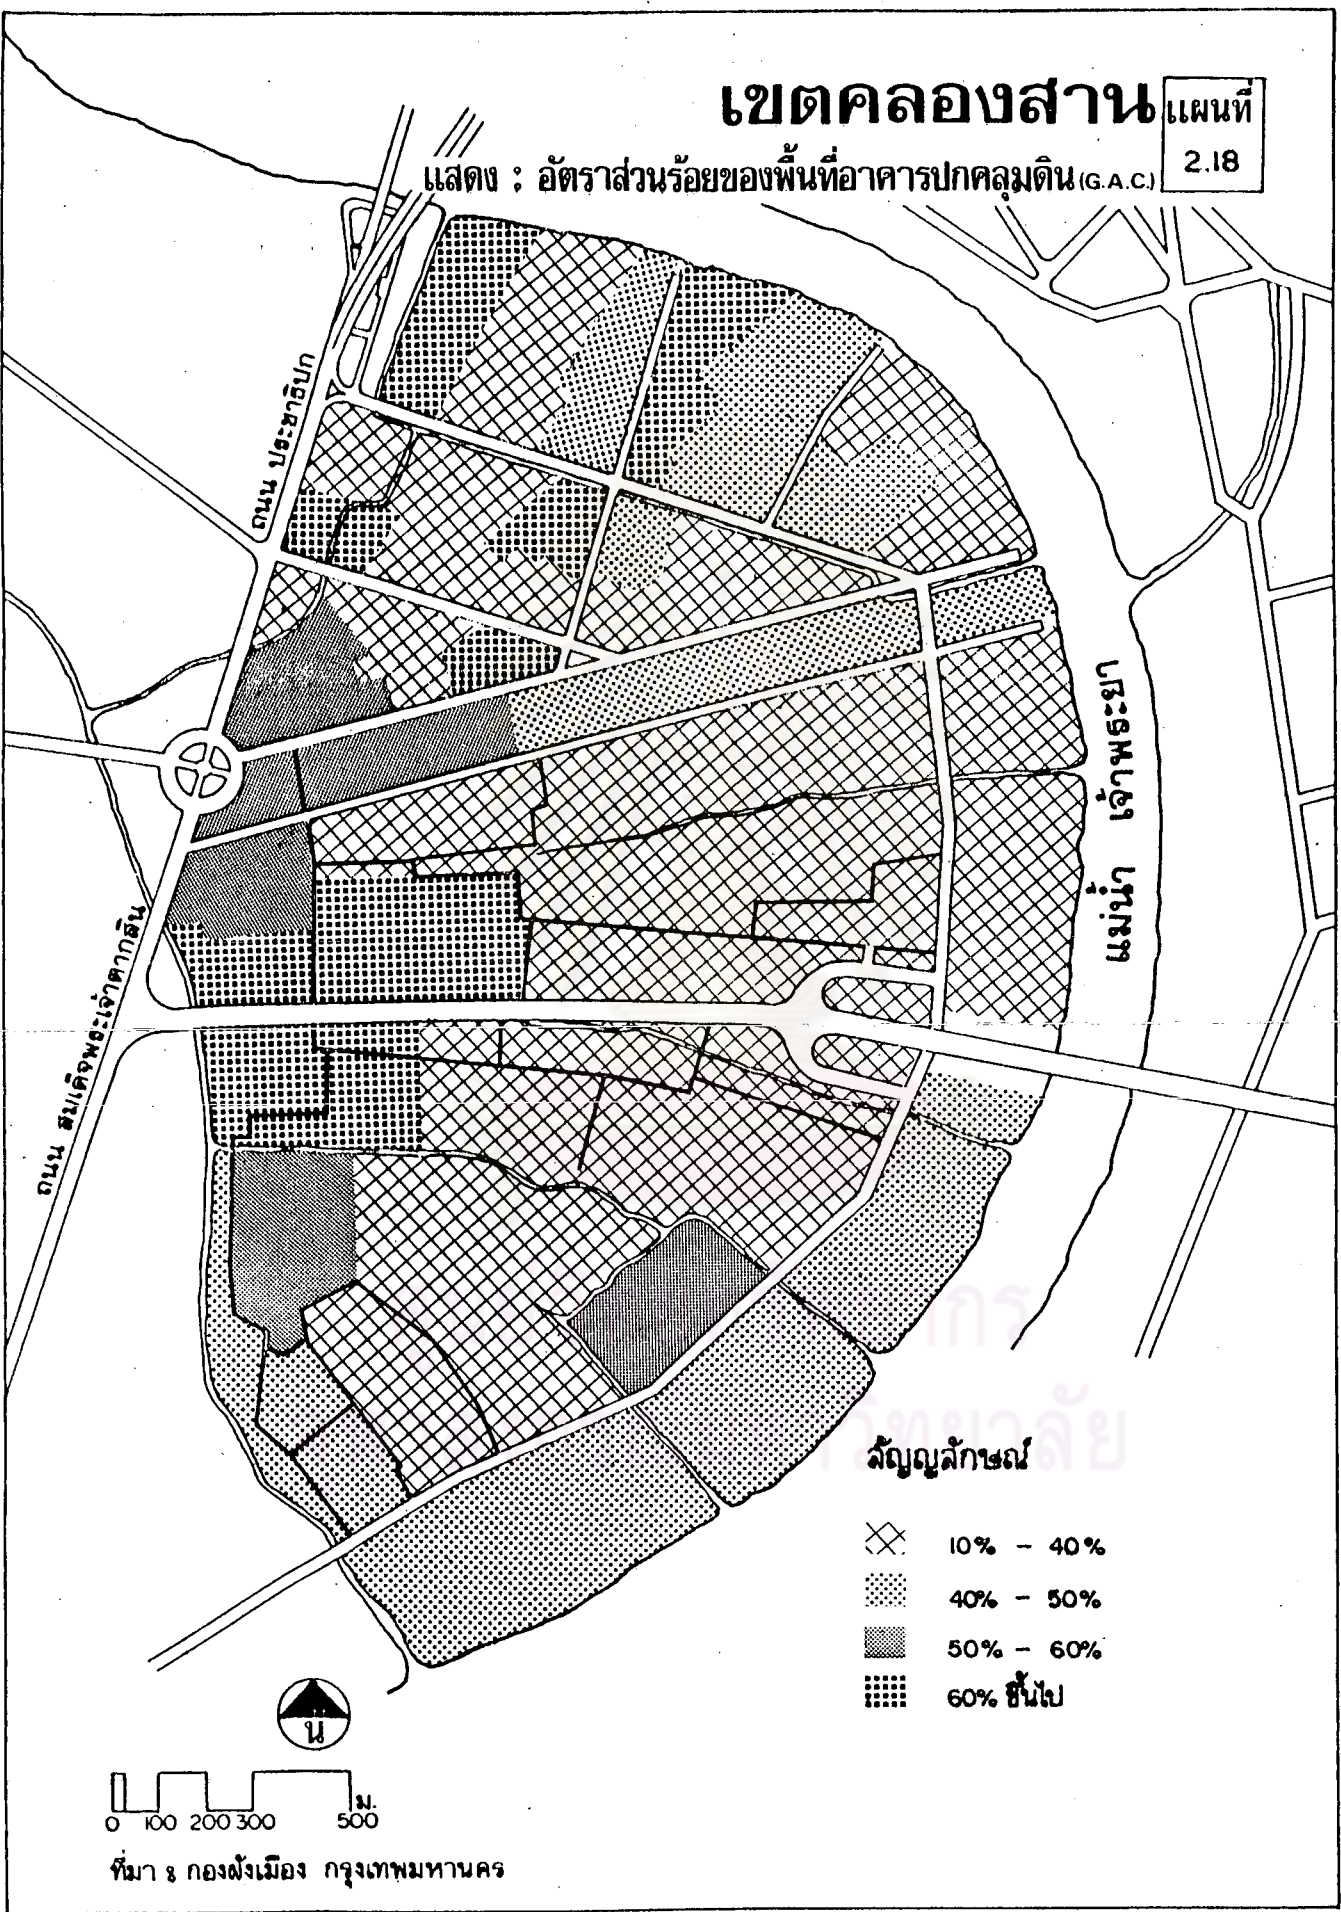 เขตคลองสาน
แผนที่
2.18
แสดง : อัตราส่วนร้อยของพื้นที่อาคารปกคลุมดิน (G.A.C.)
ถนน ประชาธิปก
แม่น้ำ เจ้าพระยา
ถนน สมเด็จพระเจ้าตากสิน
สัญญลักษณ์
10% - 40%
40% - 50%
50% - 60%
60% ขึ้นไป
น
0 100 200 300 500 ม.
ที่มา : กองผังเมือง กรุงเทพมหานคร